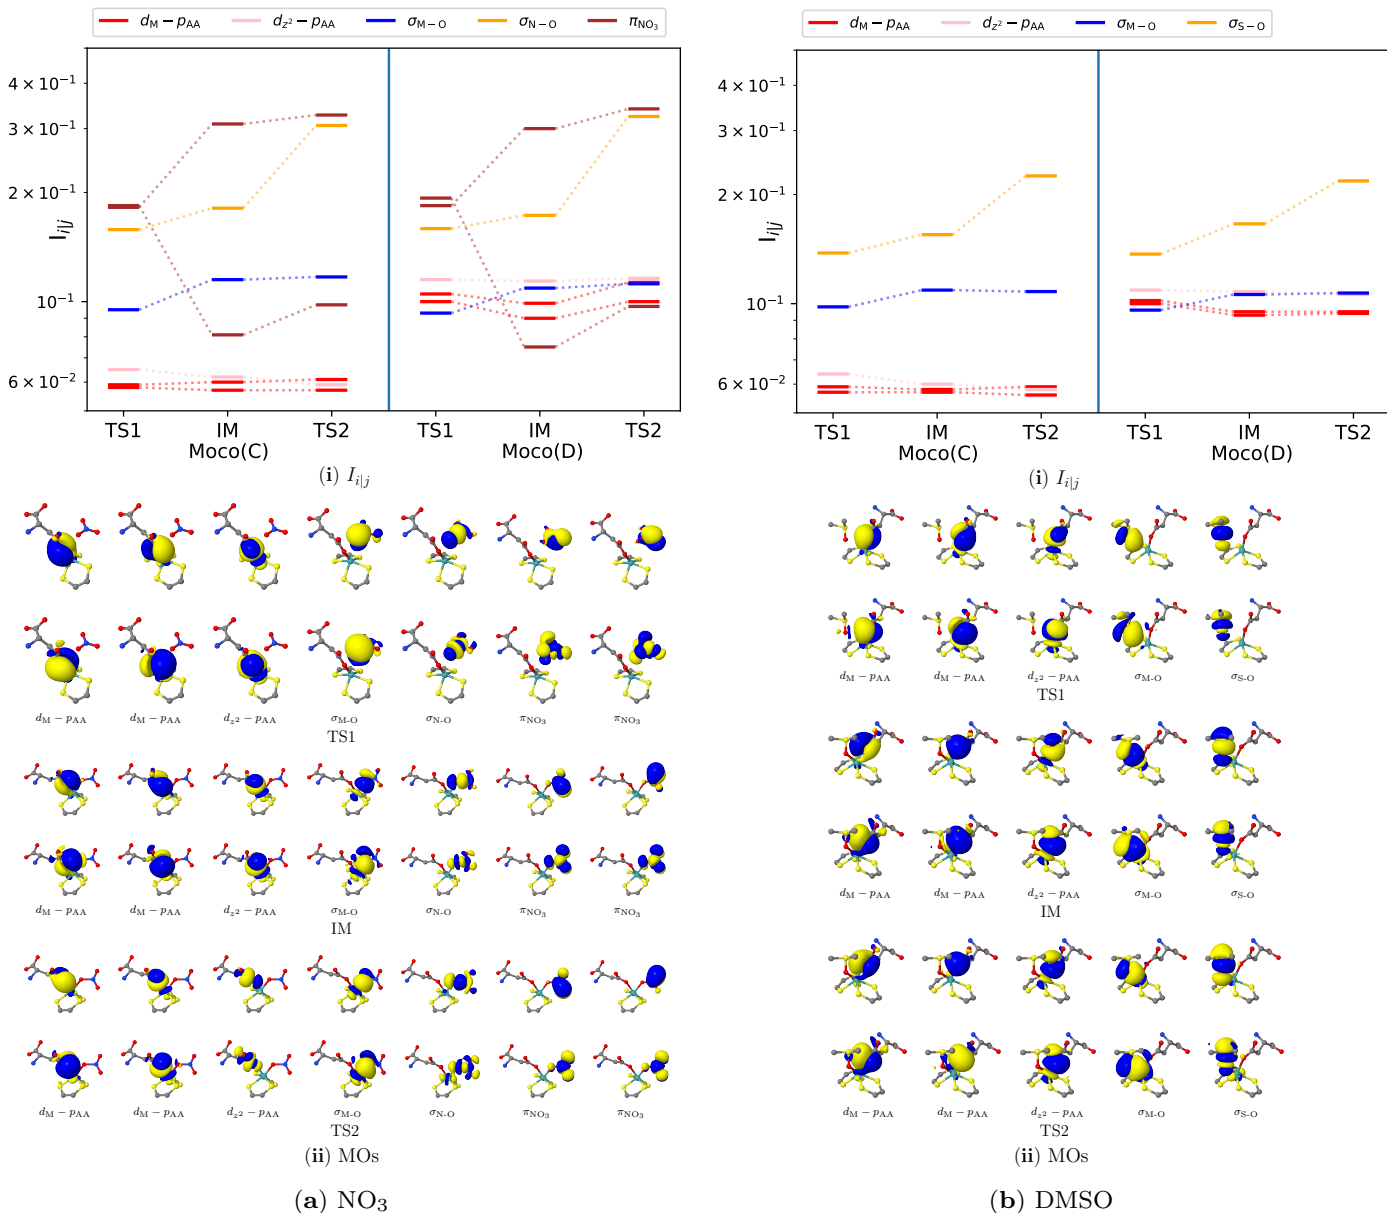 d_M − p_AA d_z² − p_AA σ_M−O σ_N−O π_NO₃
4 × 10⁻¹
3 × 10⁻¹
2 × 10⁻¹
I_i|j
10⁻¹
6 × 10⁻²
TS1 IM TS2 TS1 IM TS2
Moco(C) Moco(D)
(i) I_i|j
d_M − p_AA d_M − p_AA d_z² − p_AA σ_M-O σ_N-O π_NO₃ π_NO₃
TS1
d_M − p_AA d_M − p_AA d_z² − p_AA σ_M-O σ_N-O π_NO₃ π_NO₃
IM
d_M − p_AA d_M − p_AA d_z² − p_AA σ_M-O σ_N-O π_NO₃ π_NO₃
TS2
(ii) MOs
(a) NO₃
d_M − p_AA d_z² − p_AA σ_M−O σ_S−O
4 × 10⁻¹
3 × 10⁻¹
2 × 10⁻¹
I_i|j
10⁻¹
6 × 10⁻²
TS1 IM TS2 TS1 IM TS2
Moco(C) Moco(D)
(i) I_i|j
d_M − p_AA d_M − p_AA d_z² − p_AA σ_M-O σ_S-O
TS1
d_M − p_AA d_M − p_AA d_z² − p_AA σ_M-O σ_S-O
IM
d_M − p_AA d_M − p_AA d_z² − p_AA σ_M-O σ_S-O
TS2
(ii) MOs
(b) DMSO